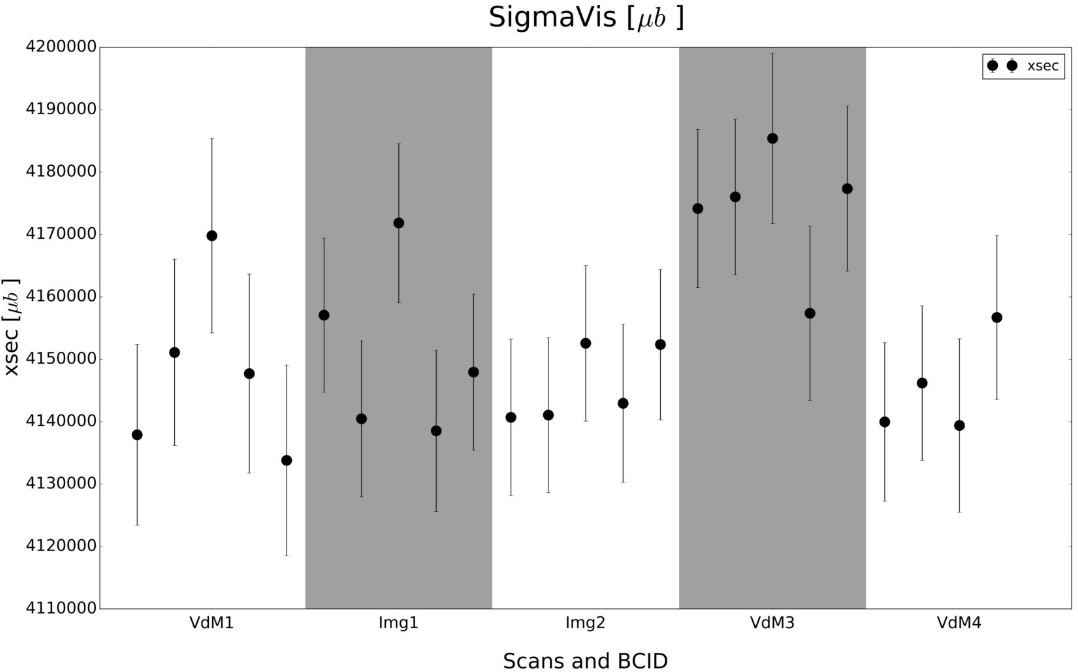 SigmaVis [μb ]
xsec
4200000
4190000
4180000
4170000
4160000
4150000
4140000
4130000
4120000
4110000
xsec [μb ]
VdM1 Img1 Img2 VdM3 VdM4
Scans and BCID